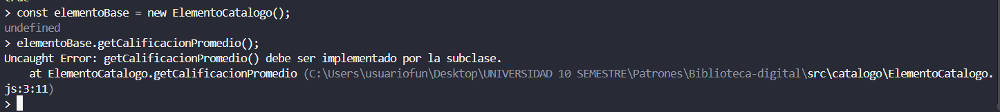 > const elementoBase = new ElementoCatalogo();
undefined
> elementoBase.getCalificacionPromedio();
Uncaught Error: getCalificacionPromedio() debe ser implementado por la subclase.
    at ElementoCatalogo.getCalificacionPromedio (C:\Users\usuariofun\Desktop\UNIVERSIDAD 10 SEMESTRE\Patrones\Biblioteca-digital\src\catalogo\ElementoCatalogo.
js:3:11)
>